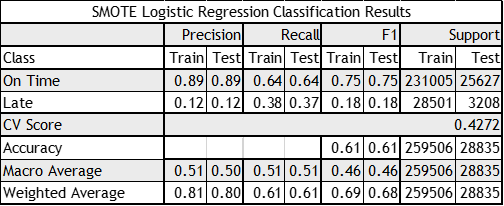 SMOTE Logistic Regression Classification Results
Precision Recall F1 Support
Class Train Test Train Test Train Test Train Test
On Time 0.89 0.89 0.64 0.64 0.75 0.75 231005 25627
Late 0.12 0.12 0.38 0.37 0.18 0.18 28501 3208
CV Score 0.4272
Accuracy 0.61 0.61 259506 28835
Macro Average 0.51 0.50 0.51 0.51 0.46 0.46 259506 28835
Weighted Average 0.81 0.80 0.61 0.61 0.69 0.68 259506 28835